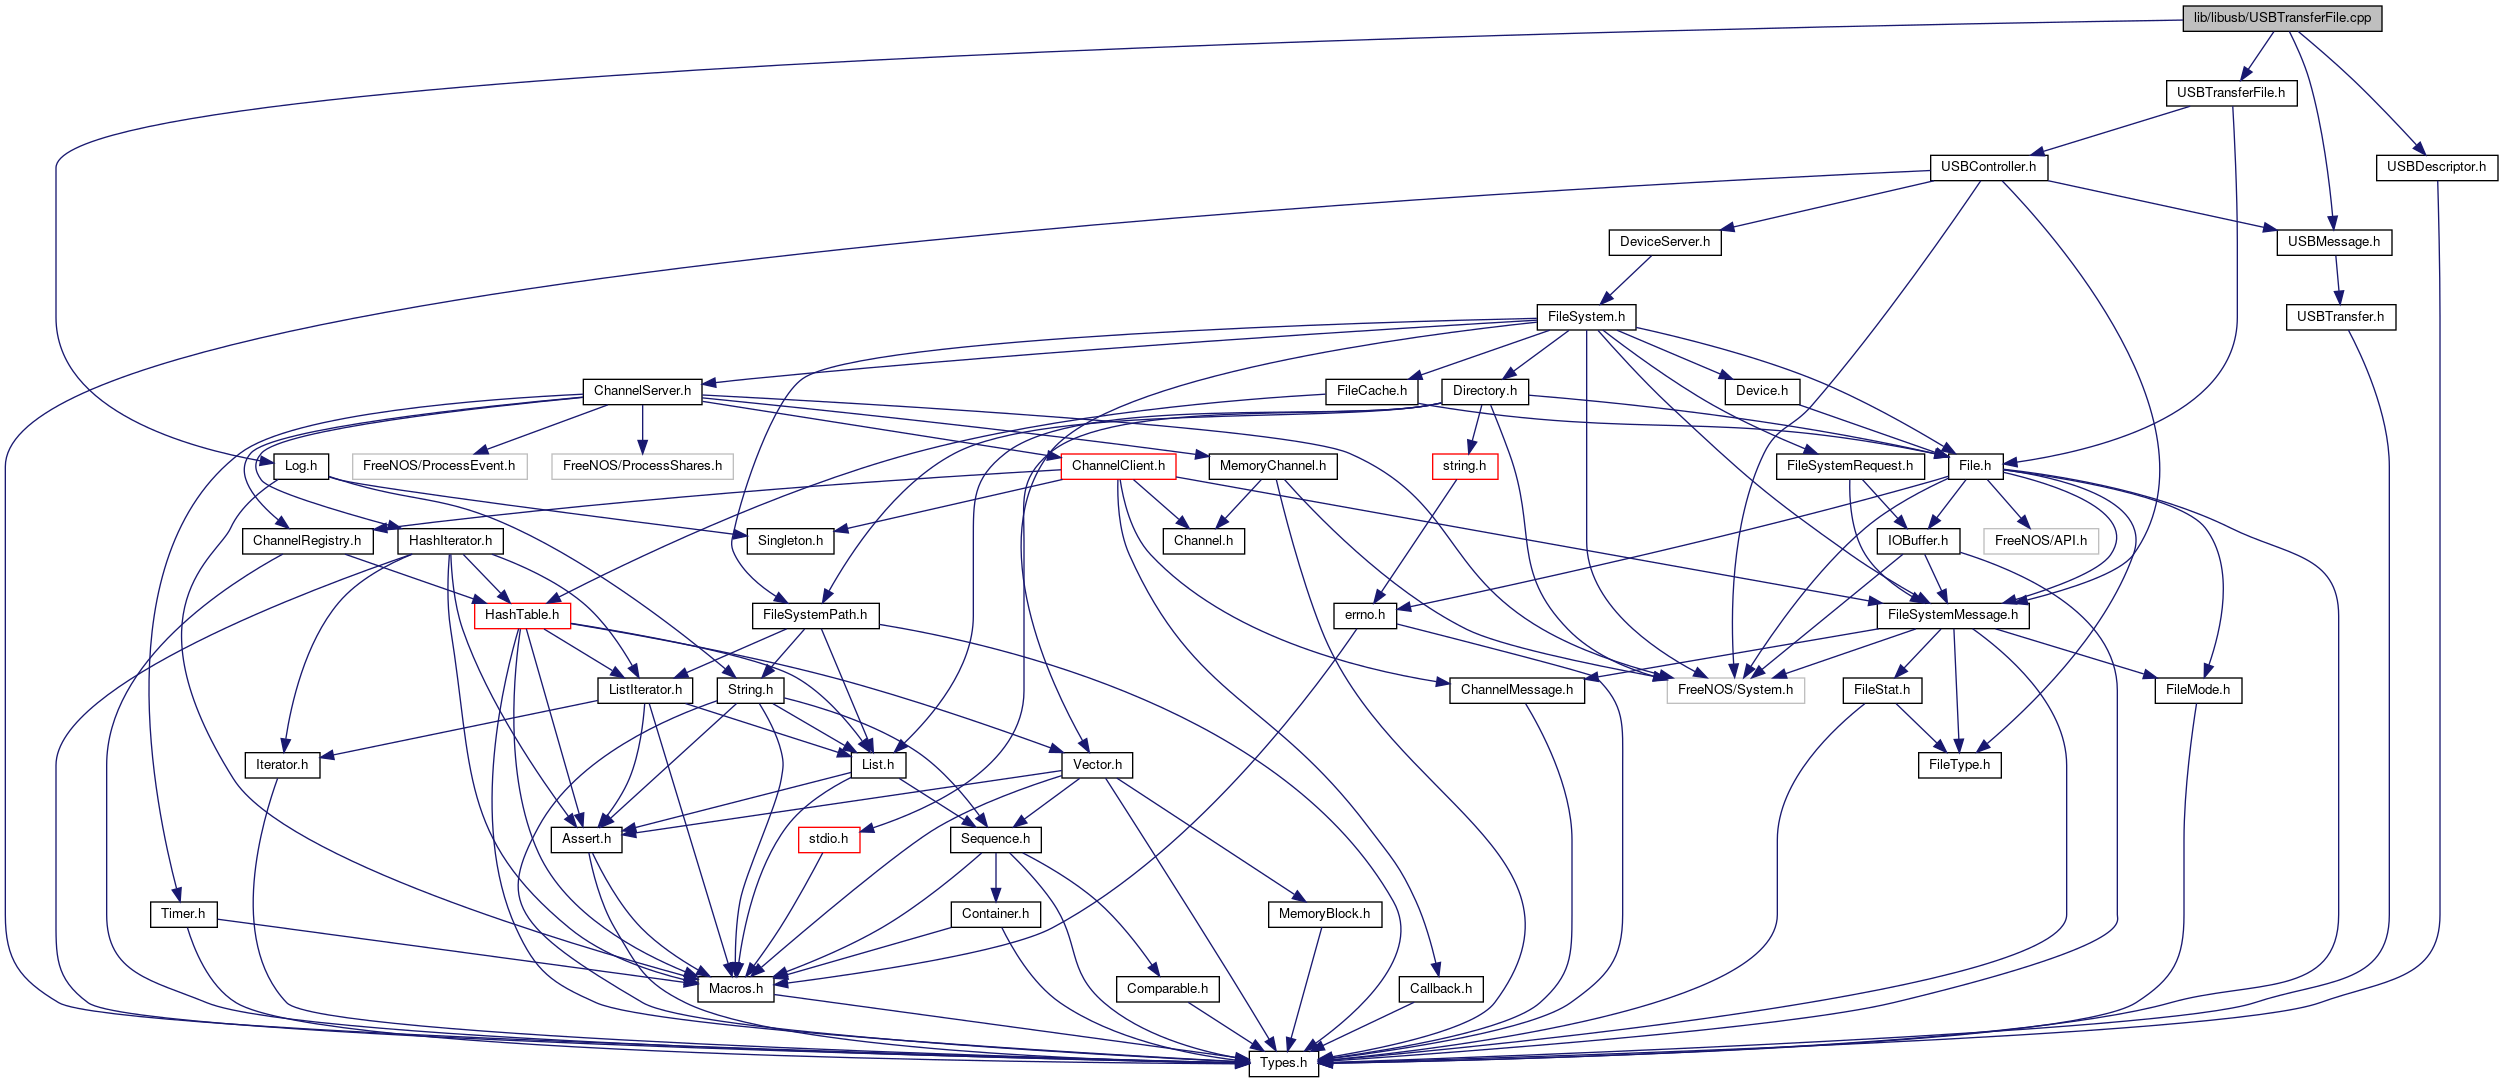 lib/libusb/USBTransferFile.cpp
USBTransferFile.h
USBController.h
USBDescriptor.h
DeviceServer.h
USBMessage.h
FileSystem.h
USBTransfer.h
ChannelServer.h
FileCache.h
Directory.h
Device.h
Log.h
FreeNOS/ProcessEvent.h
FreeNOS/ProcessShares.h
ChannelClient.h
MemoryChannel.h
string.h
FileSystemRequest.h
File.h
ChannelRegistry.h
HashIterator.h
Singleton.h
Channel.h
IOBuffer.h
FreeNOS/API.h
HashTable.h
FileSystemPath.h
errno.h
FileSystemMessage.h
ListIterator.h
String.h
ChannelMessage.h
FreeNOS/System.h
FileStat.h
FileMode.h
Iterator.h
List.h
Vector.h
FileType.h
Assert.h
stdio.h
Sequence.h
Timer.h
Container.h
MemoryBlock.h
Macros.h
Comparable.h
Callback.h
Types.h